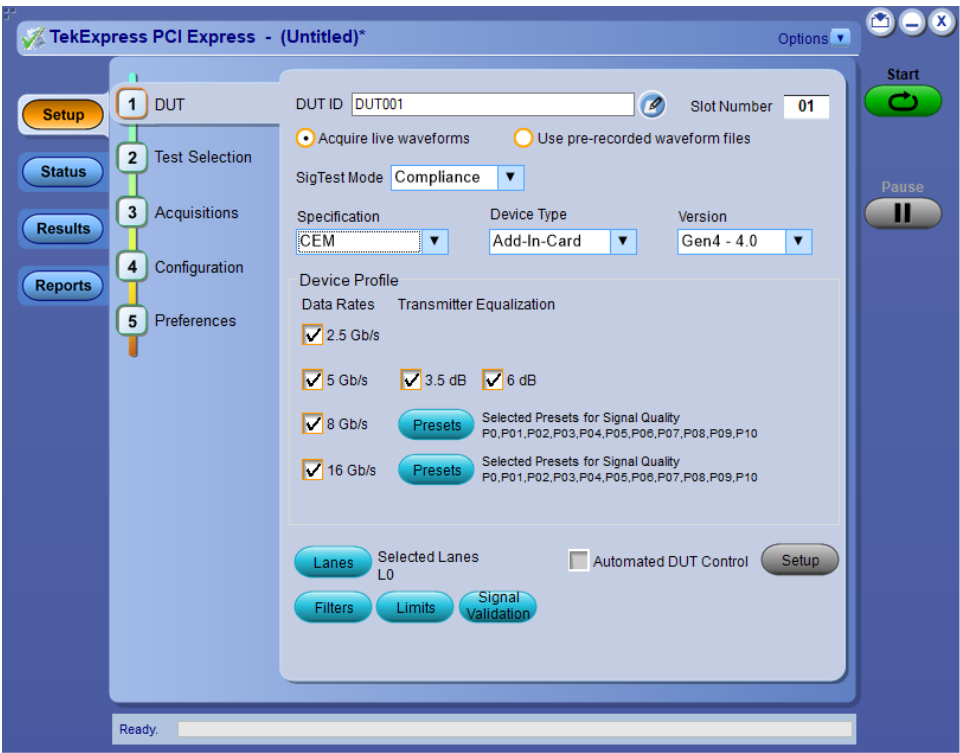 TekExpress PCI Express - (Untitled)*
Options
Start
Setup
Status
Results
Reports
1 DUT
2 Test Selection
3 Acquisitions
4 Configuration
5 Preferences
DUT ID DUT001 Slot Number 01
Acquire live waveforms Use pre-recorded waveform files
SigTest Mode Compliance
Pause
Specification Device Type Version
CEM Add-In-Card Gen4 - 4.0
Device Profile
Data Rates Transmitter Equalization
2.5 Gb/s
5 Gb/s 3.5 dB 6 dB
8 Gb/s Presets Selected Presets for Signal Quality
P0,P01,P02,P03,P04,P05,P06,P07,P08,P09,P10
16 Gb/s Presets Selected Presets for Signal Quality
P0,P01,P02,P03,P04,P05,P06,P07,P08,P09,P10
Lanes Selected Lanes
L0
Automated DUT Control Setup
Filters Limits Signal
Validation
Ready.